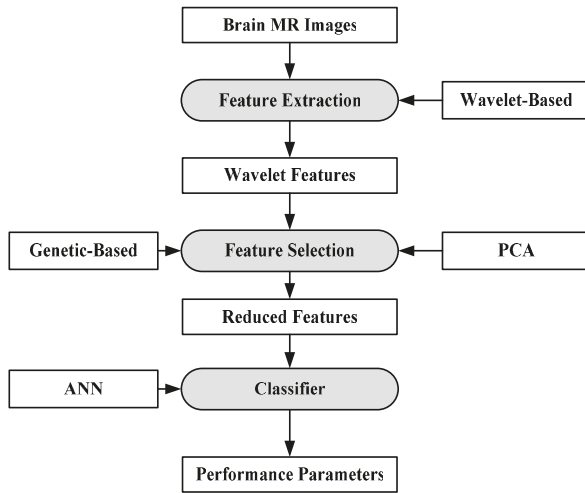 Brain MR Images
Feature Extraction
Wavelet-Based
Wavelet Features
Genetic-Based
Feature Selection
PCA
Reduced Features
ANN
Classifier
Performance Parameters